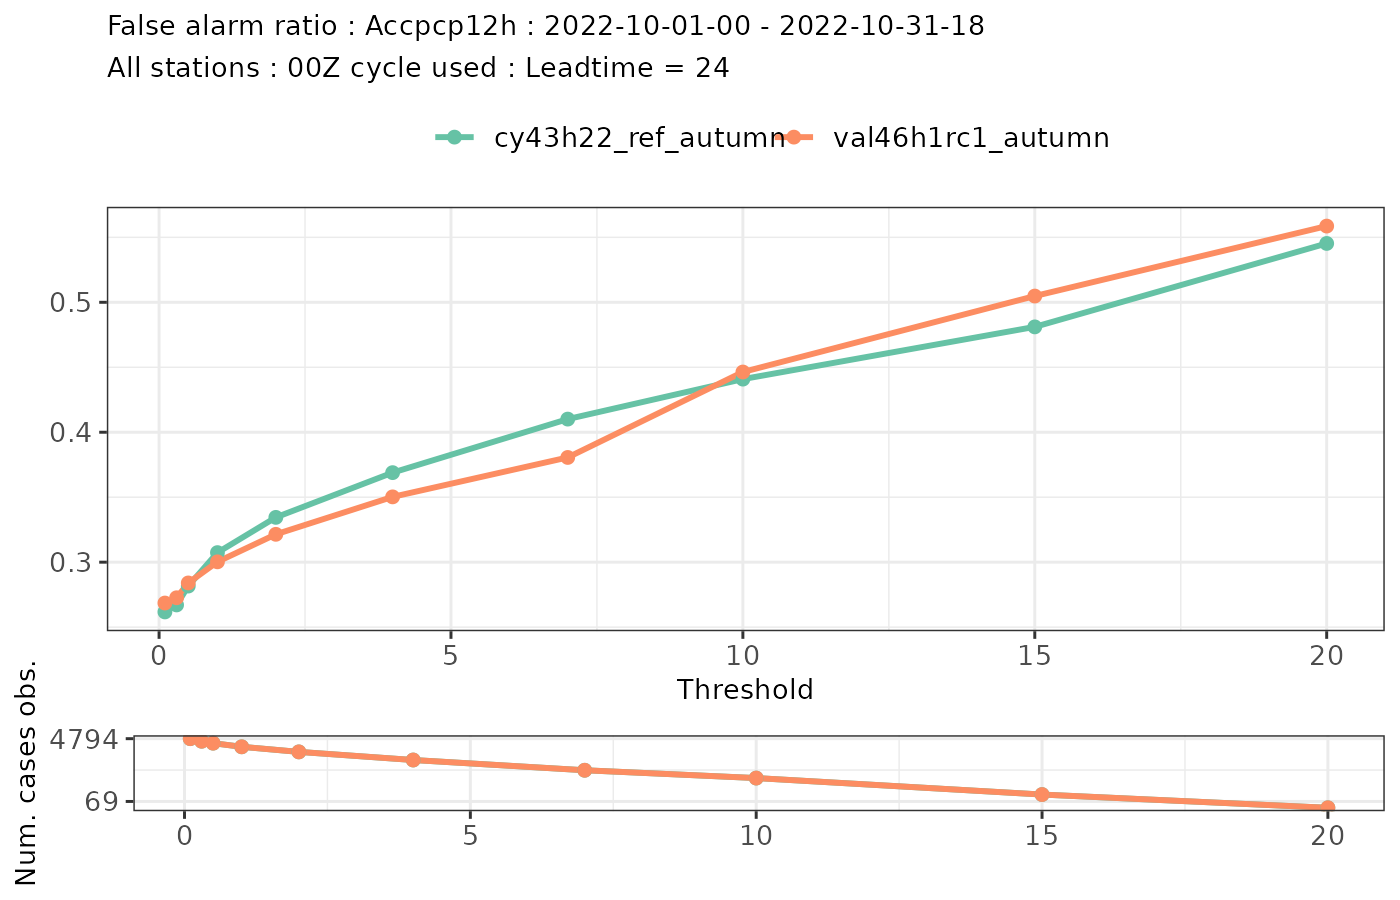 False alarm ratio : Accpcp12h : 2022-10-01-00 - 2022-10-31-18
All stations : 00Z cycle used : Leadtime = 24
cy43h22_ref_autumn val46h1rc1_autumn
0.5
0.4
0.3
0 5 10 15 20
Threshold
Num. cases obs.
4794
69
0 5 10 15 20